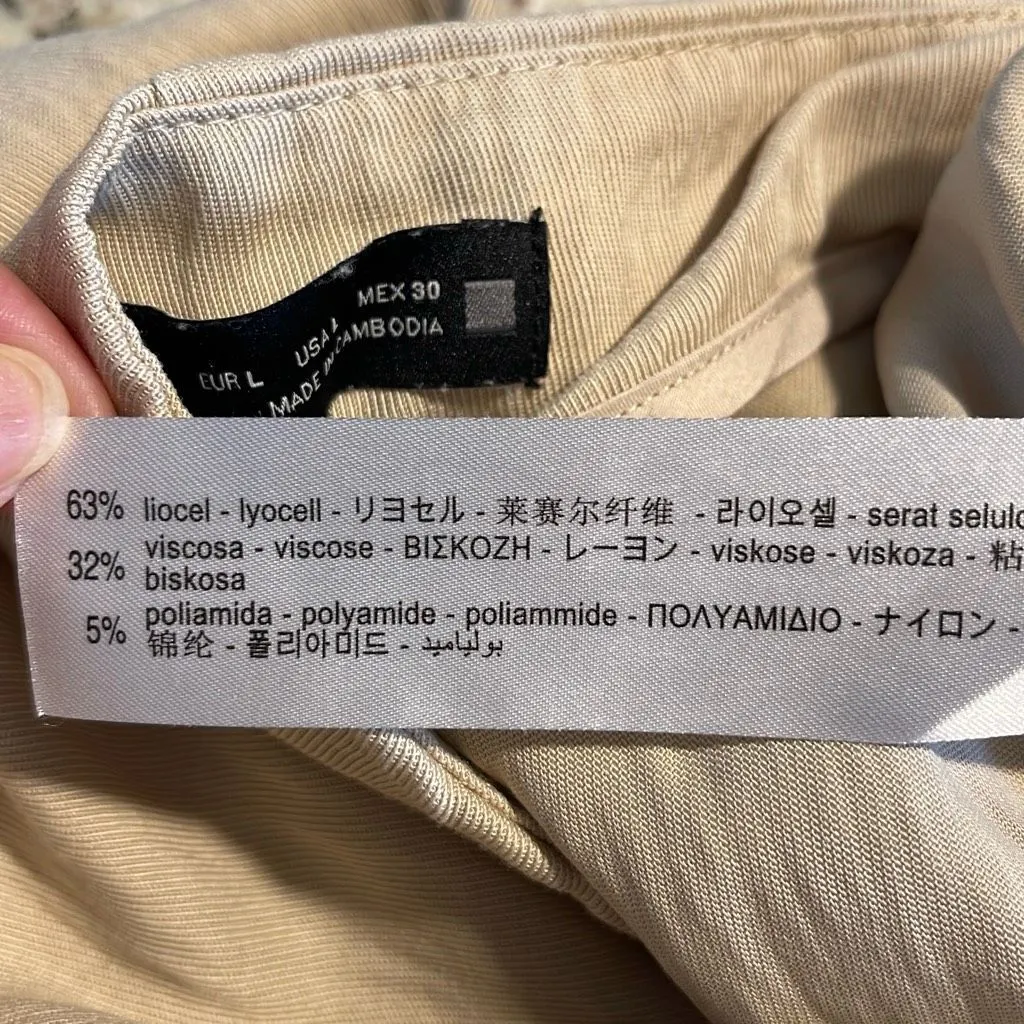 MEX 30
USA L
MADE IN CAMBODIA
EUR L
63% liocel - lyocell - リヨセル - 莱赛尔纤维 - 라이오셀 - serat
32% viscosa - viscose - ΒΙΣΚΟΖΗ - レーヨン - viskose - viskoza - 粘
biskosa
5% poliamida - polyamide - poliammide - ΠΟΛΥΑΜΙΔΙΟ - ナイロン -
锦纶 - 폴리아미드 - بولياميد